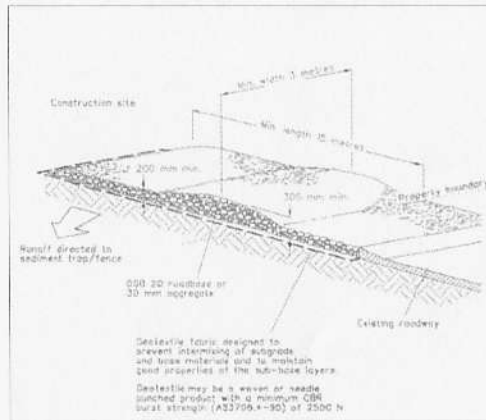 Min. width 3 metres
Construction site
Min. length 15 metres
200 mm min.
300 mm min.
Property boundary
Runoff directed to
sediment trap/fence
DGB 20 roadbase or
30 mm aggregate
Existing roadway
Geotextile fabric designed to
prevent intermixing of subgrade
and base materials and to maintain
good properties of the sub-base layers.
Geotextile may be a woven or needle
punched product with a minimum CBR
burst strength (AS3706.4-90) of 2500 N